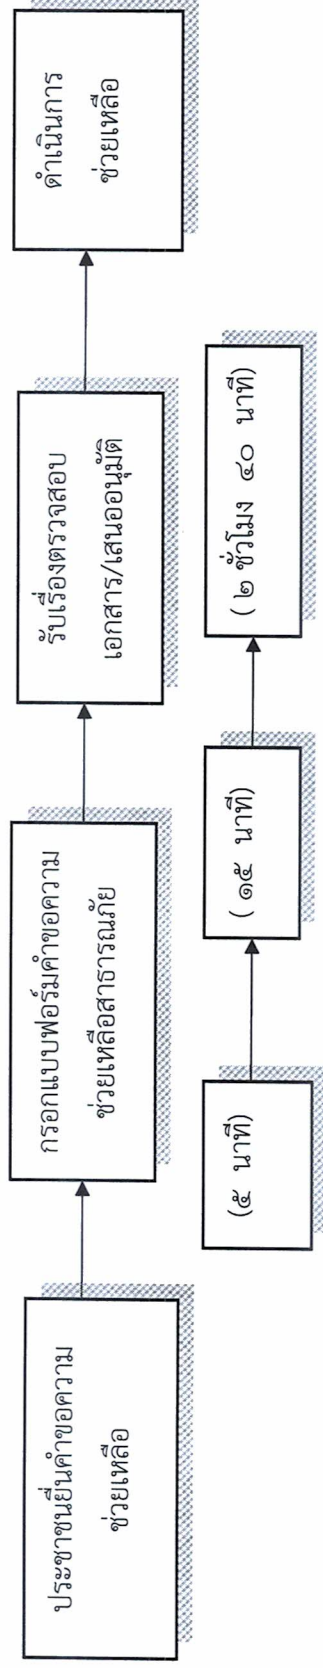 ประชาชนยื่นคำขอความ
ช่วยเหลือ
กรอกแบบฟอร์มคำขอความ
ช่วยเหลือสาธารณภัย
รับเรื่องตรวจสอบ
เอกสาร/เสนออนุมัติ
ดำเนินการ
ช่วยเหลือ
(๕ นาที)
( ๑๕ นาที)
( ๒ ชั่วโมง ๔๐ นาที)